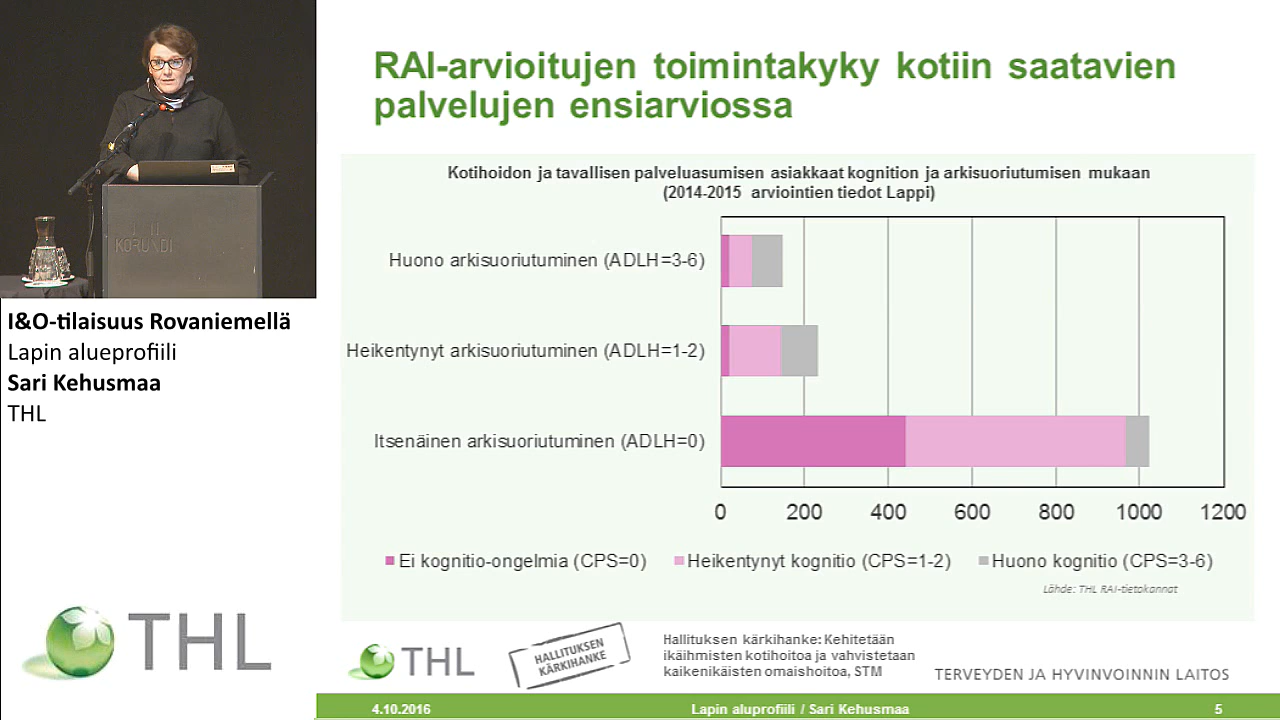 RAI-arvioitujen toimintakyky kotiin saatavien
palvelujen ensiarviossa
Kotihoidon ja tavallisen palveluasumisen asiakkaat kognition ja arkisuoriutumisen mukaan
(2014-2015 arviointien tiedot Lappi)
Huono arkisuoriutuminen (ADLH=3-6)
Heikentynyt arkisuoriutuminen (ADLH=1-2)
Itsenäinen arkisuoriutuminen (ADLH=0)
0 200 400 600 800 1000 1200
Ei kognitio-ongelmia (CPS=0) Heikentynyt kognitio (CPS=1-2) Huono kognitio (CPS=3-6)
Lähde: THL RAI-tietokannat
KORUNDI
I&O-tilaisuus Rovaniemellä
Lapin alueprofiili
Sari Kehusmaa
THL
THL
THL
HALLITUKSEN
KÄRKIHANKE
Hallituksen kärkihanke: Kehitetään
ikäihmisten kotihoitoa ja vahvistetaan
kaikenikäisten omaishoitoa, STM
TERVEYDEN JA HYVINVOINNIN LAITOS
4.10.2016 Lapin aluprofiili / Sari Kehusmaa 5